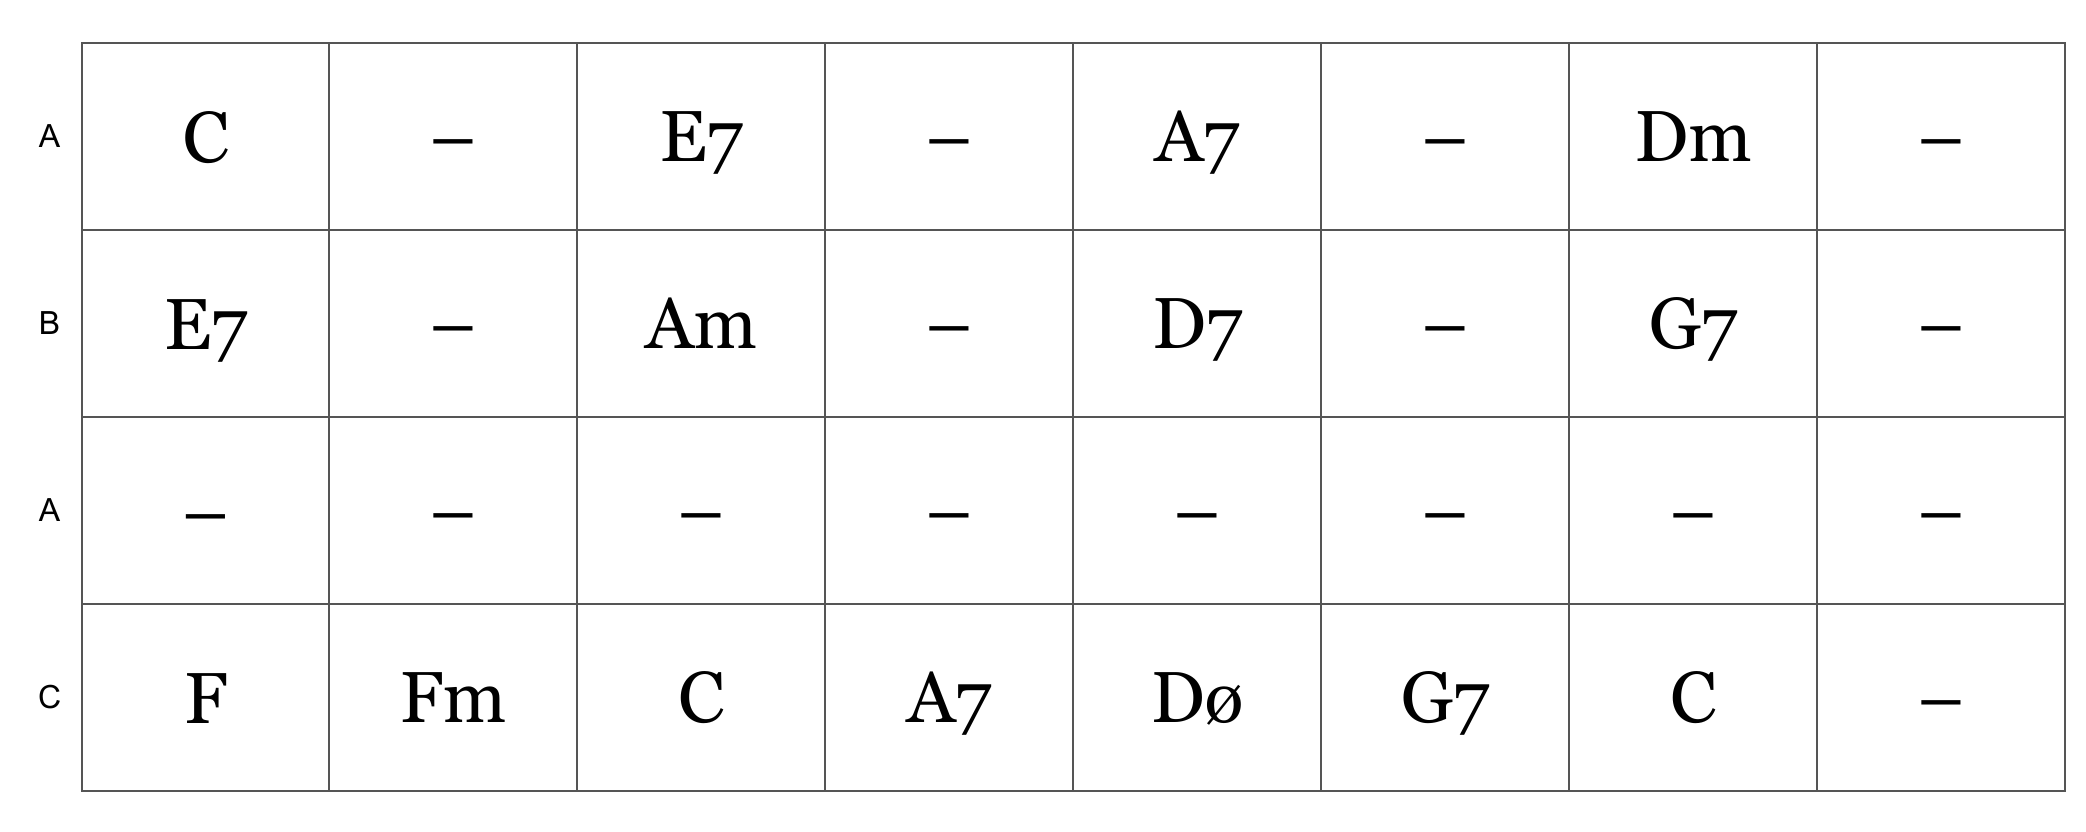 A C – E7 – A7 – Dm –
B E7 – Am – D7 – G7 –
A – – – – – – – –
C F Fm C A7 Dø G7 C –